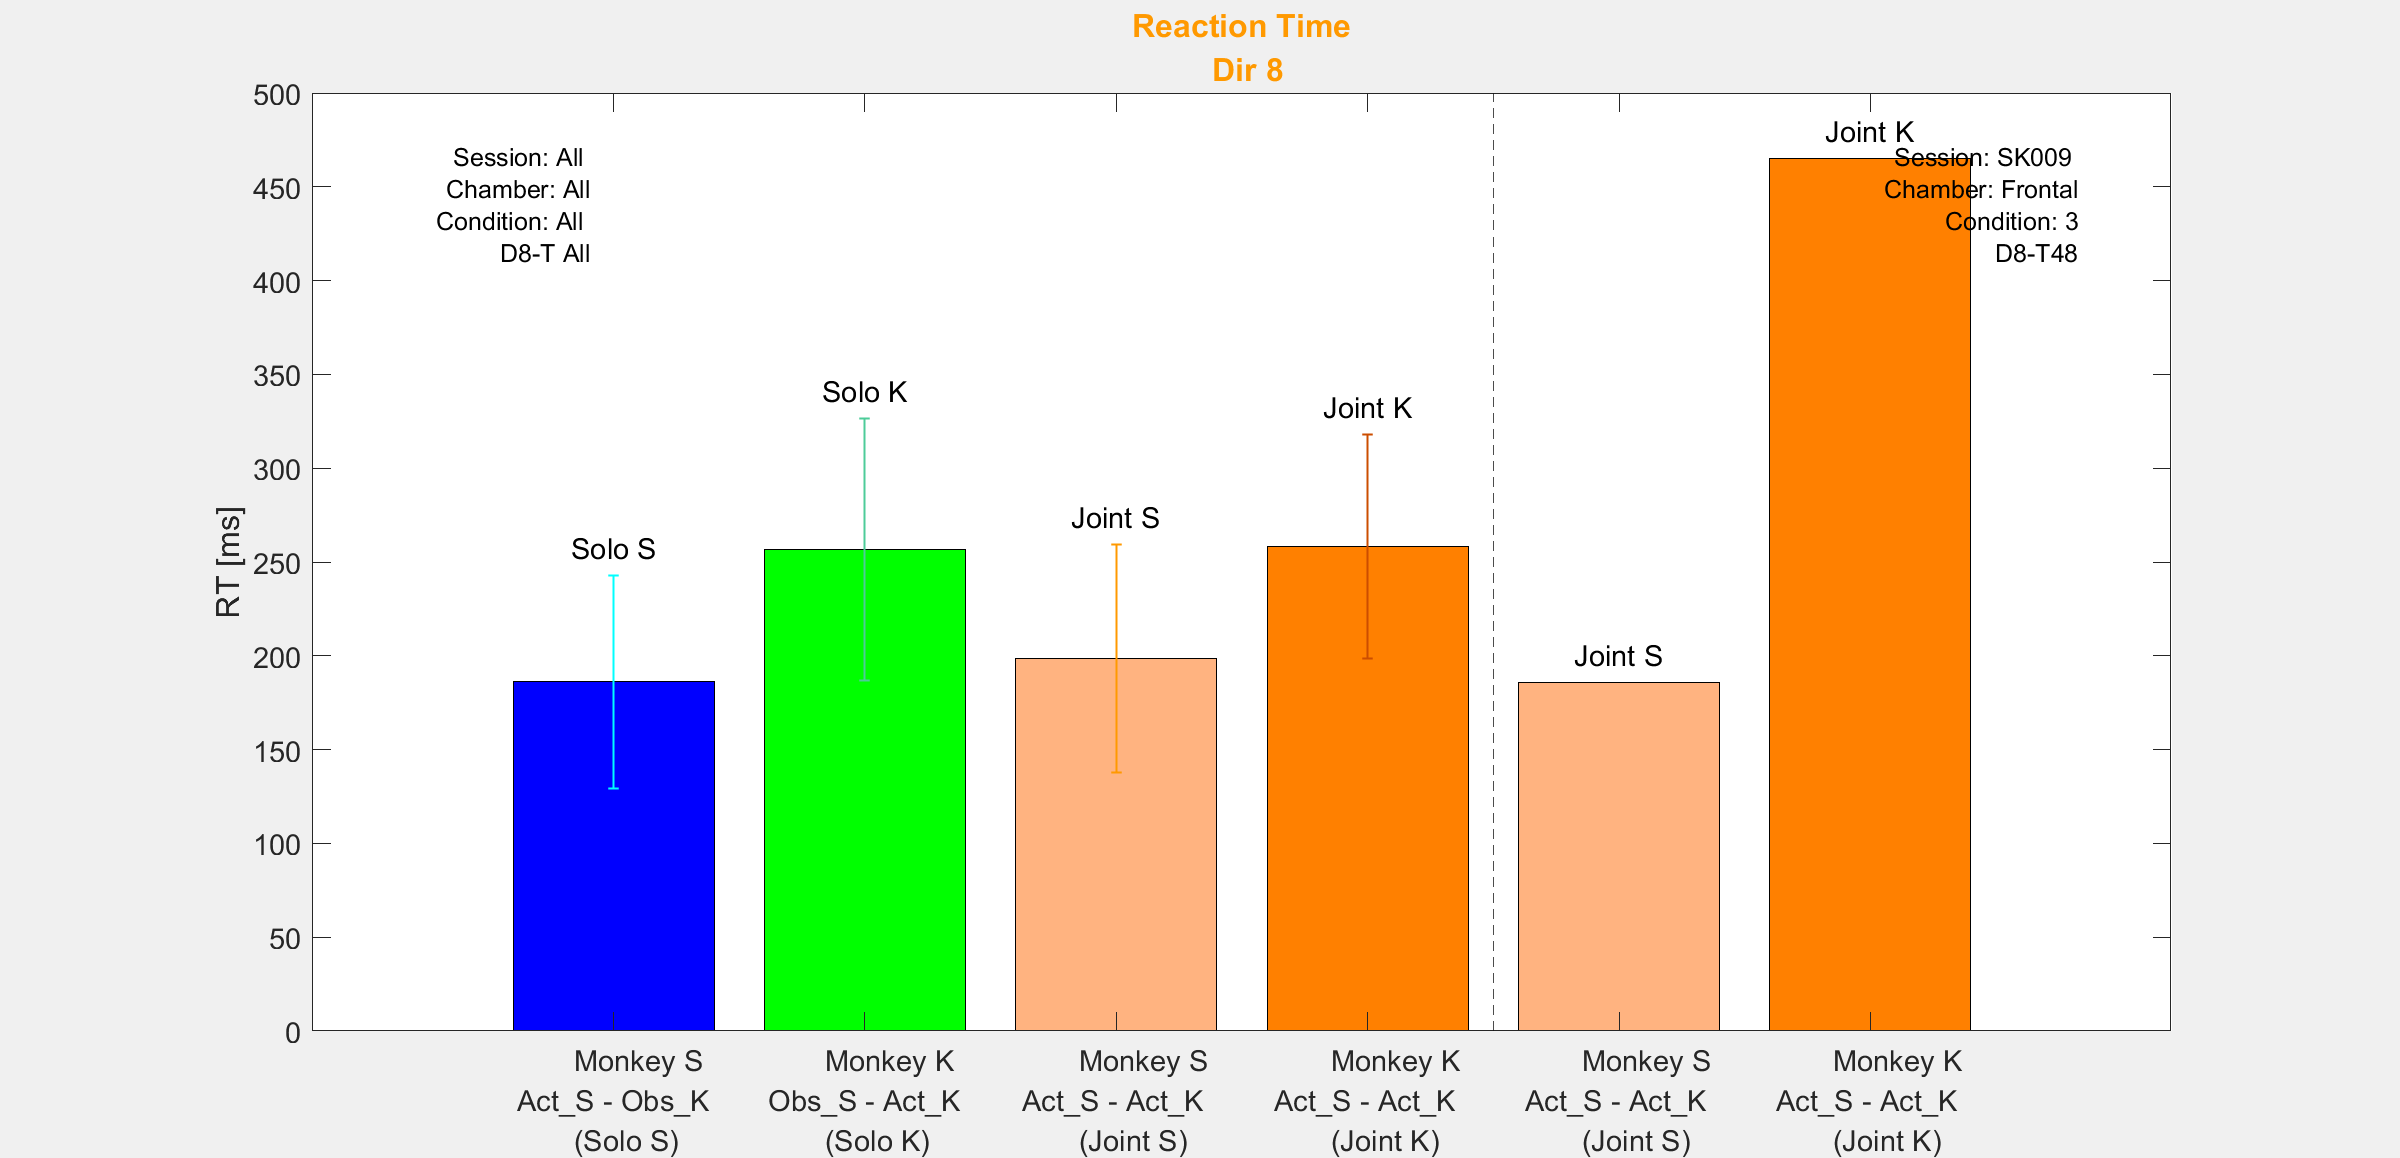 Reaction Time
Dir 8
500
450
400
350
300
250
200
150
100
50
0
RT [ms]
Session: All
Chamber: All
Condition: All
D8-T All
Solo S
Solo K
Joint S
Joint K
Joint S
Joint K
Session: SK009
Chamber: Frontal
Condition: 3
D8-T48
Monkey S
Act_S - Obs_K
(Solo S)
Monkey K
Obs_S - Act_K
(Solo K)
Monkey S
Act_S - Act_K
(Joint S)
Monkey K
Act_S - Act_K
(Joint K)
Monkey S
Act_S - Act_K
(Joint S)
Monkey K
Act_S - Act_K
(Joint K)